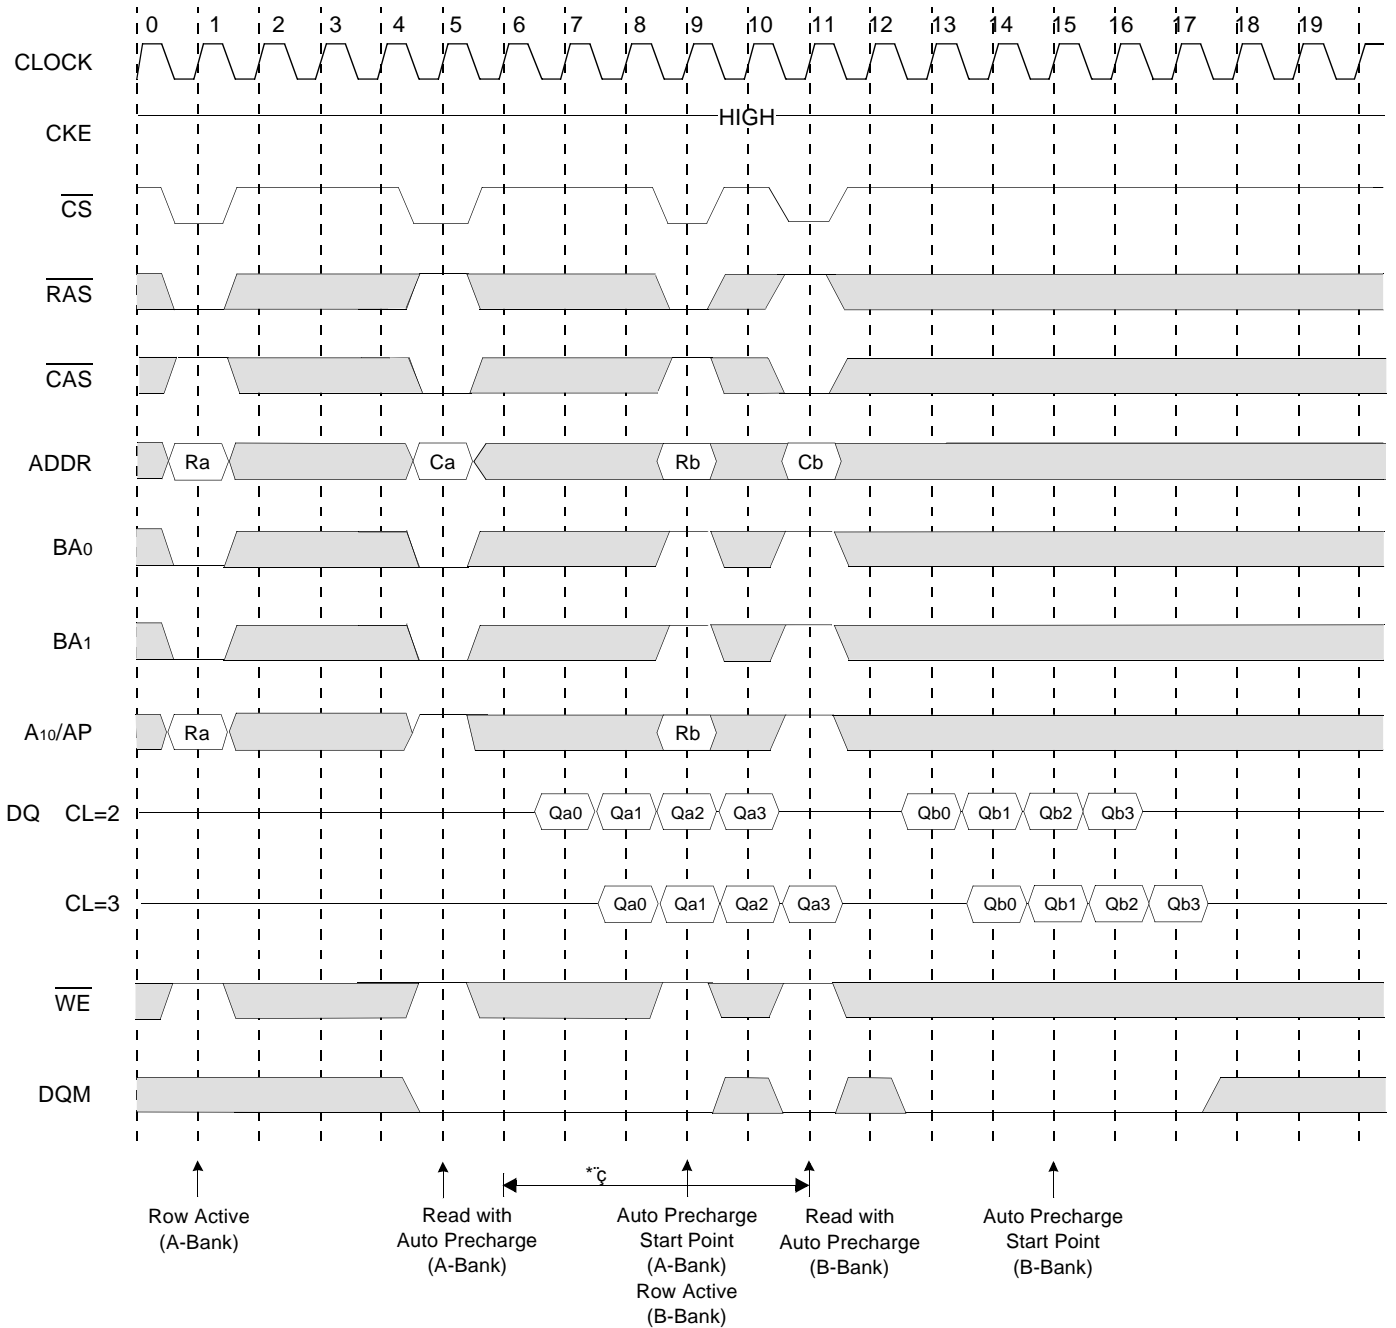 0 1 2 3 4 5 6 7 8 9 10 11 12 13 14 15 16 17 18 19
CLOCK
CKE HIGH
CS
RAS
CAS
ADDR Ra Ca Rb Cb
BA0
BA1
A10/AP Ra Rb
DQ CL=2 Qa0 Qa1 Qa2 Qa3 Qb0 Qb1 Qb2 Qb3
CL=3 Qa0 Qa1 Qa2 Qa3 Qb0 Qb1 Qb2 Qb3
WE
DQM
*¨ç
Row Active
(A-Bank)
Read with
Auto Precharge
(A-Bank)
Auto Precharge
Start Point
(A-Bank)
Row Active
(B-Bank)
Read with
Auto Precharge
(B-Bank)
Auto Precharge
Start Point
(B-Bank)